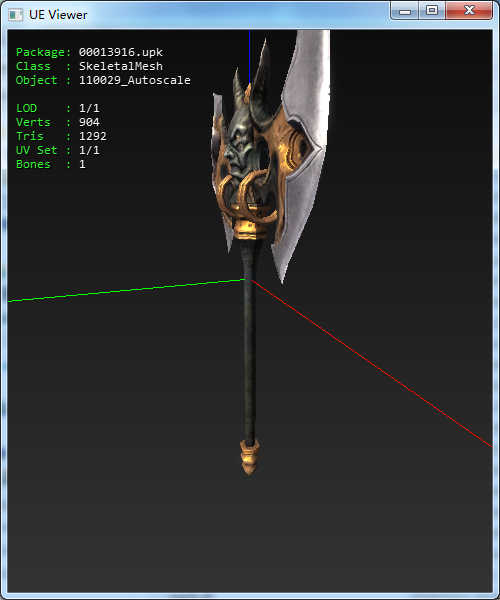 UE Viewer
Package: 00013916.upk
Class : SkeletalMesh
Object : 110029_Autoscale
LOD : 1/1
Verts : 904
Tris : 1292
UV Set : 1/1
Bones : 1